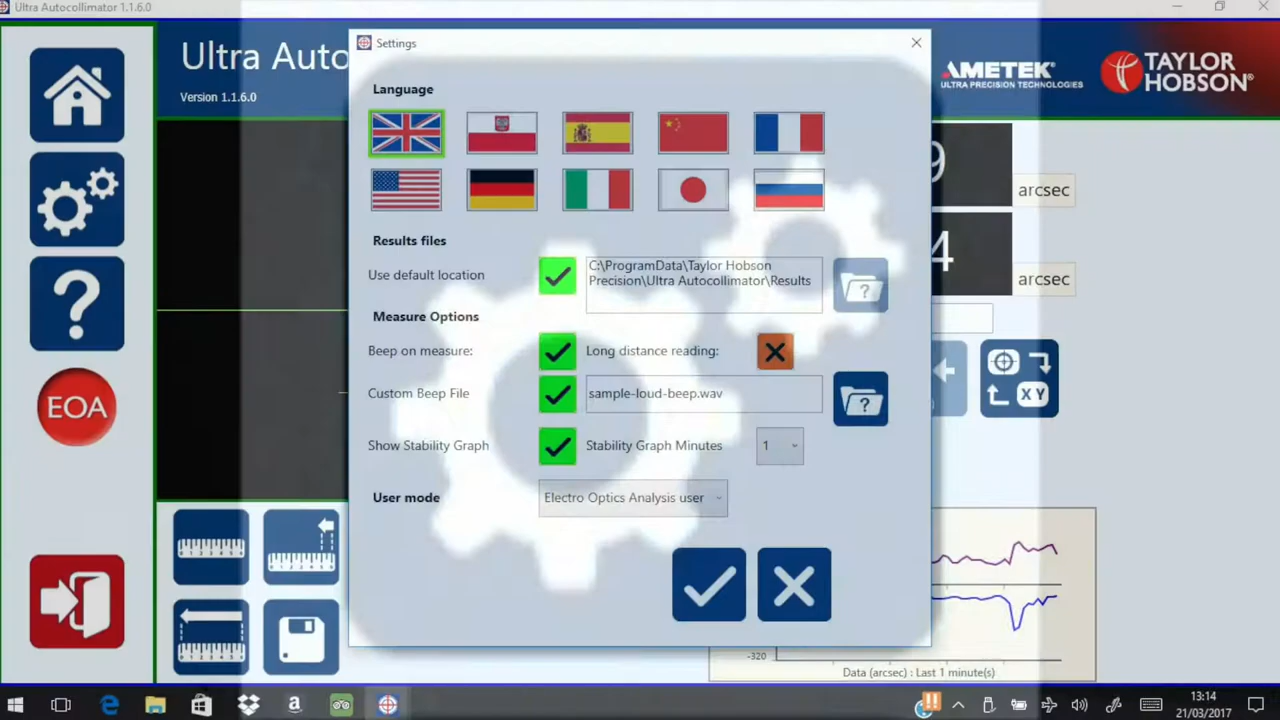 Ultra Autocollimator 1.1.6.0
Ultra Auto
Version 1.1.6.0
AMETEK
ULTRA PRECISION TECHNOLOGIES
TAYLOR
HOBSON
Settings
Language
Results files
Use default location
C:\ProgramData\Taylor Hobson
Precision\Ultra Autocollimator\Results
Measure Options
Beep on measure:
Long distance reading:
Custom Beep File
sample-loud-beep.wav
Show Stability Graph
Stability Graph Minutes
1
User mode
Electro Optics Analysis user
9
arcsec
4
arcsec
X Y
EOA
-320
Data (arcsec) : Last 1 minute(s)
13:14
21/03/2017